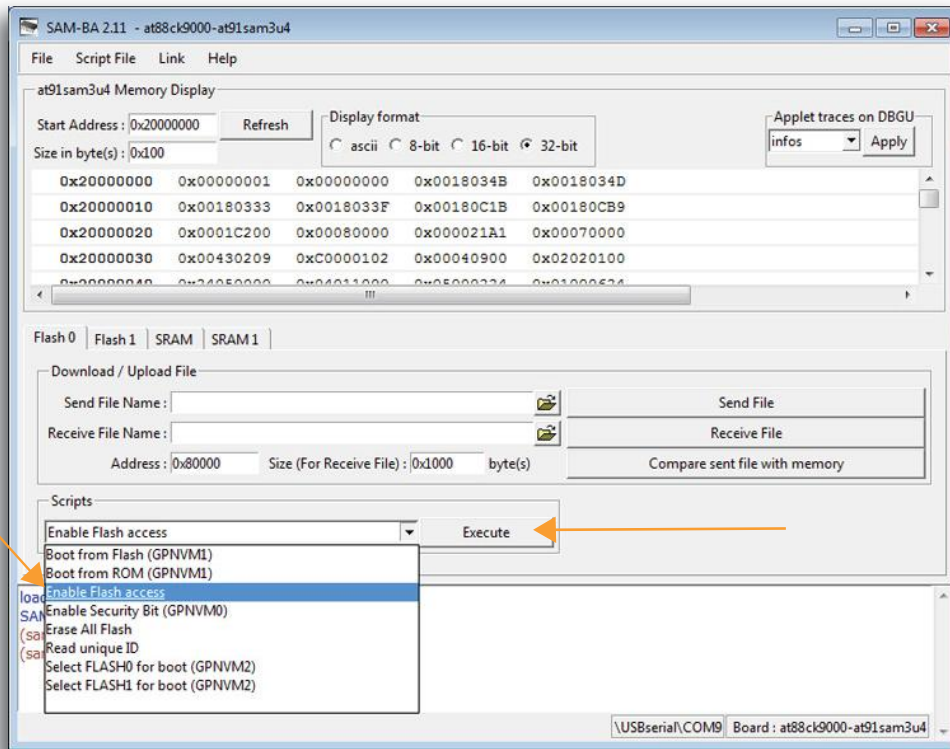 SAM-BA 2.11 - at88ck9000-at91sam3u4
File Script File Link Help
at91sam3u4 Memory Display
Start Address : 0x20000000 Refresh
Size in byte(s) : 0x100
Display format
ascii 8-bit 16-bit 32-bit
Applet traces on DBGU
infos Apply
0x20000000 0x00000001 0x00000000 0x0018034B 0x0018034D
0x20000010 0x00180333 0x0018033F 0x00180C1B 0x00180CB9
0x20000020 0x0001C200 0x00080000 0x000021A1 0x00070000
0x20000030 0x00430209 0xC0000102 0x00040900 0x02020100
Flash 0 Flash 1 SRAM SRAM 1
Download / Upload File
Send File Name : Send File
Receive File Name : Receive File
Address : 0x80000 Size (For Receive File) : 0x1000 byte(s) Compare sent file with memory
Scripts
Enable Flash access Execute
Boot from Flash (GPNVM1)
Boot from ROM (GPNVM1)
Enable Flash access
Enable Security Bit (GPNVM0)
Erase All Flash
Read unique ID
Select FLASH0 for boot (GPNVM2)
Select FLASH1 for boot (GPNVM2)
\USBserial\COM9 Board : at88ck9000-at91sam3u4